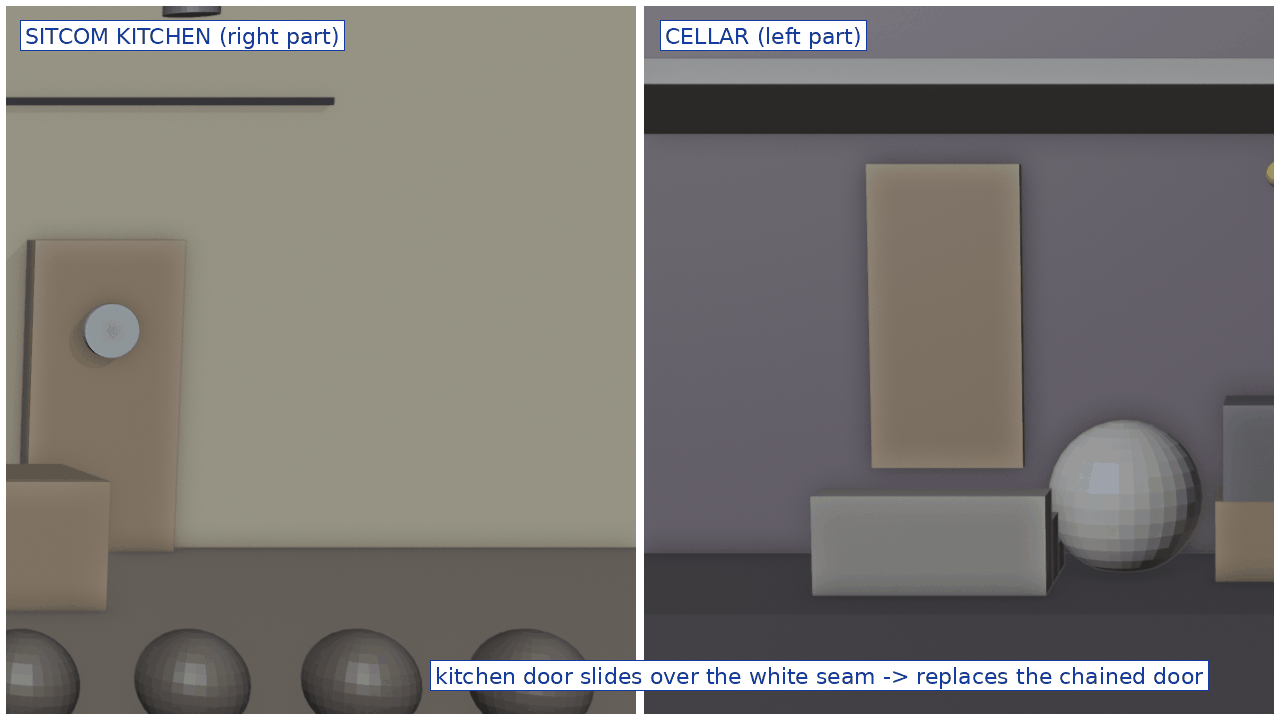 SITCOM KITCHEN (right part)
CELLAR (left part)
kitchen door slides over the white seam -> replaces the chained door